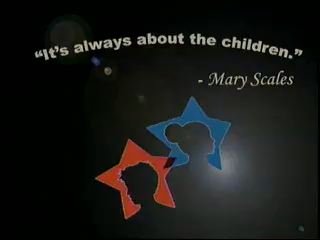 “It’s always about the children.”
- Mary Scales